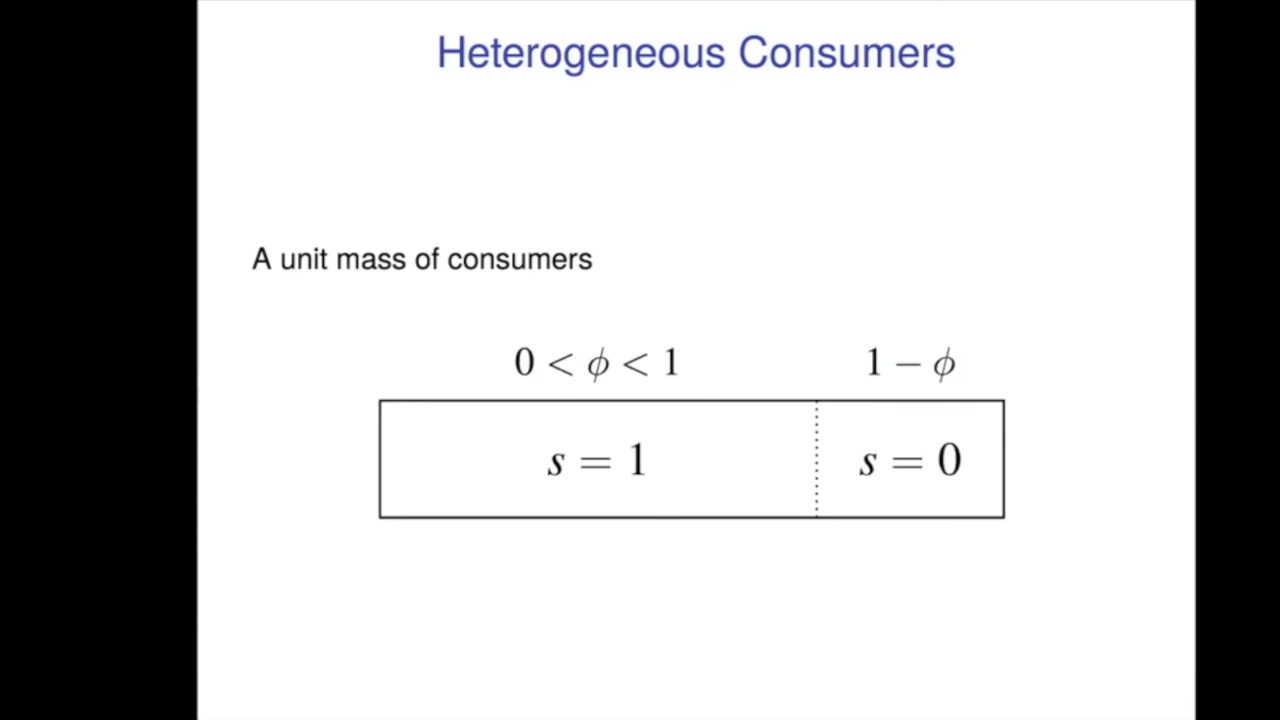 Heterogeneous Consumers
A unit mass of consumers
0 < ϕ < 1 1 − ϕ
s = 1 s = 0